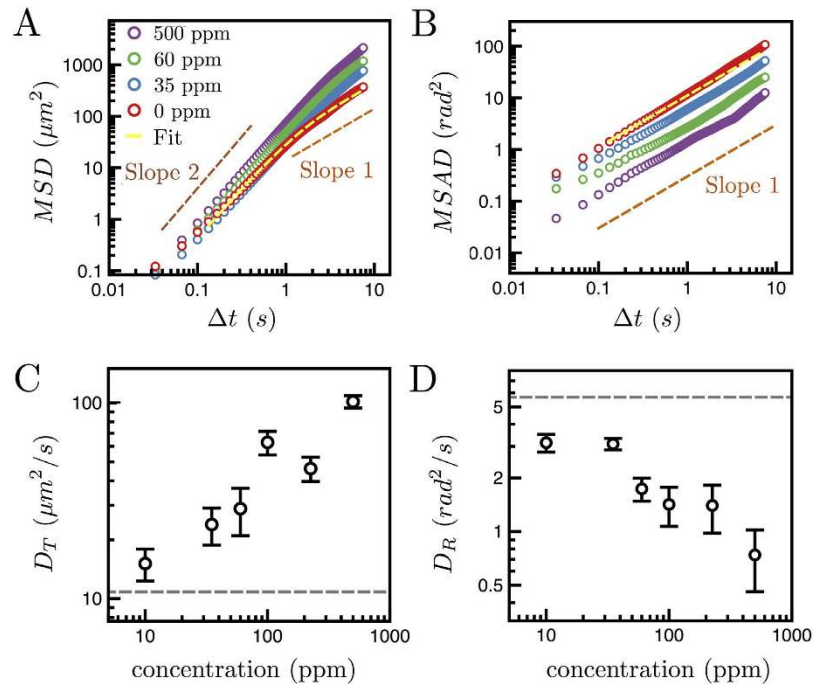 A
500 ppm
60 ppm
35 ppm
0 ppm
Fit
Slope 2
Slope 1
MSD (μm²)
1000
100
10
1
0.1
0.01
0.1
1
10
Δt (s)
B
MSAD (rad²)
100
10
1
0.1
0.01
Slope 1
0.01
0.1
1
10
Δt (s)
C
D_T (μm²/s)
100
10
10
100
1000
concentration (ppm)
D
D_R (rad²/s)
5
2
1
0.5
10
100
1000
concentration (ppm)